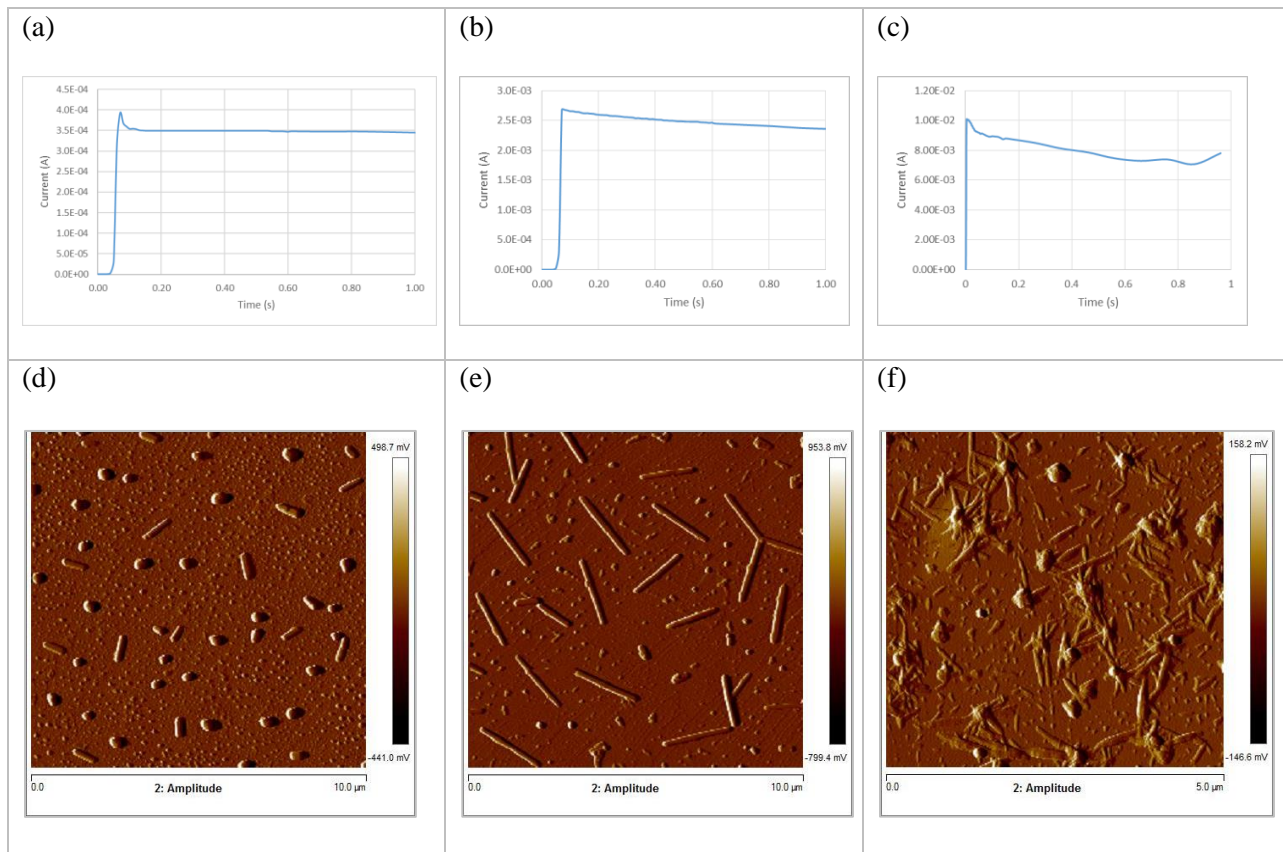 (a)
4.5E-04
4.0E-04
3.5E-04
3.0E-04
2.5E-04
2.0E-04
1.5E-04
1.0E-04
5.0E-05
0.0E+00
Current (A)
0.00 0.20 0.40 0.60 0.80 1.00
Time (s)
(b)
3.0E-03
2.5E-03
2.0E-03
1.5E-03
1.0E-03
5.0E-04
0.0E+00
Current (A)
0.00 0.20 0.40 0.60 0.80 1.00
Time (s)
(c)
1.20E-02
1.00E-02
8.00E-03
6.00E-03
4.00E-03
2.00E-03
0.00E+00
Current (A)
0 0.2 0.4 0.6 0.8 1
Time (s)
(d)
498.7 mV
-441.0 mV
0.0 2: Amplitude 10.0 µm
(e)
953.8 mV
-799.4 mV
0.0 2: Amplitude 10.0 µm
(f)
158.2 mV
-146.6 mV
0.0 2: Amplitude 5.0 µm